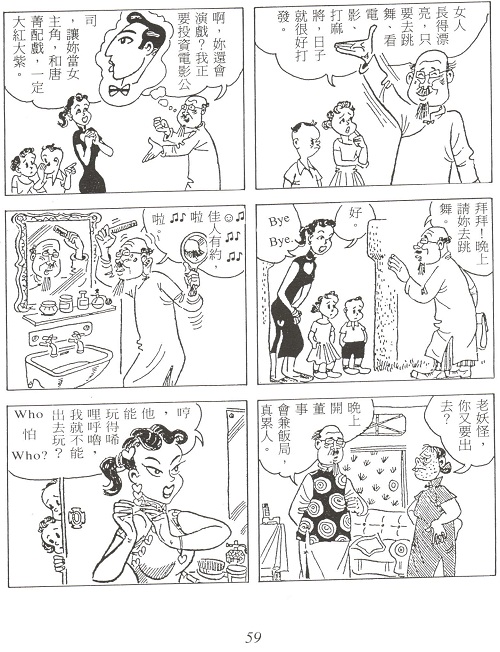 女人
長得漂
亮，只
要去跳
舞、看
電
影、
打麻
將，日子
就很好打
發。
啊，妳還會
演戲？我正
要投資電影公
司
，讓妳當女
主角，和唐
菁配戲，一定
大紅大紫。
拜拜！晚上
請妳去跳
舞。
好。
Bye
Bye.
佳人有約，
啦♫
啦♫。
老妖怪，
你又要出
去？
晚上
開董
事
會兼飯局，
真累人。
哼
，他
能
玩得唏
哩呼嚕，
我就不能
出去玩？
Who
怕
Who?
59